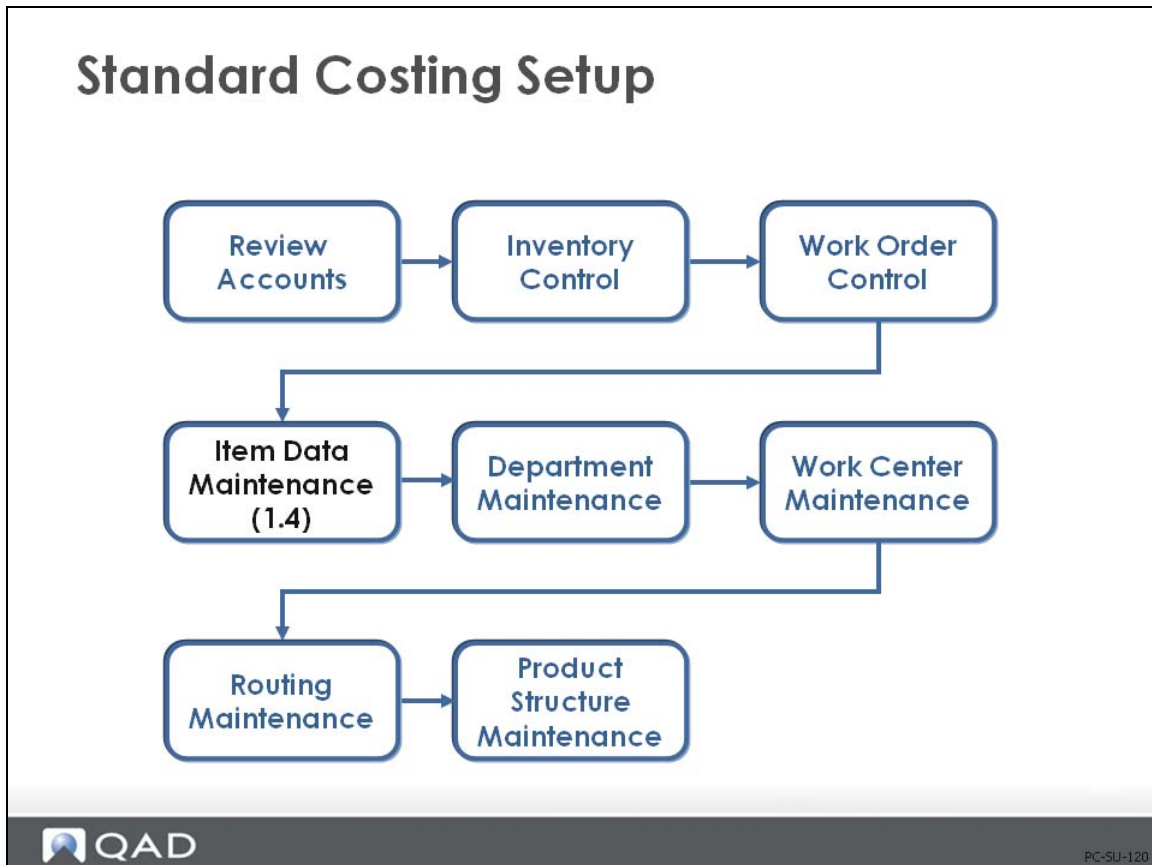 Standard Costing Setup
Review
Accounts
Inventory
Control
Work Order
Control
Item Data
Maintenance
(1.4)
Department
Maintenance
Work Center
Maintenance
Routing
Maintenance
Product
Structure
Maintenance
QAD
PC-SU-120